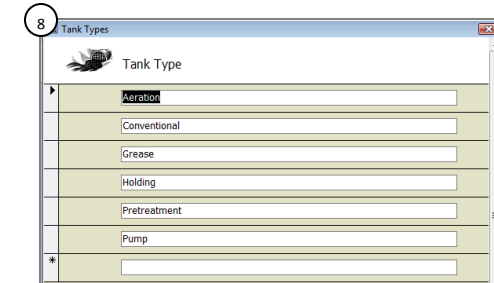 8
Tank Types
Tank Type
Aeration
Conventional
Grease
Holding
Pretreatment
Pump
*